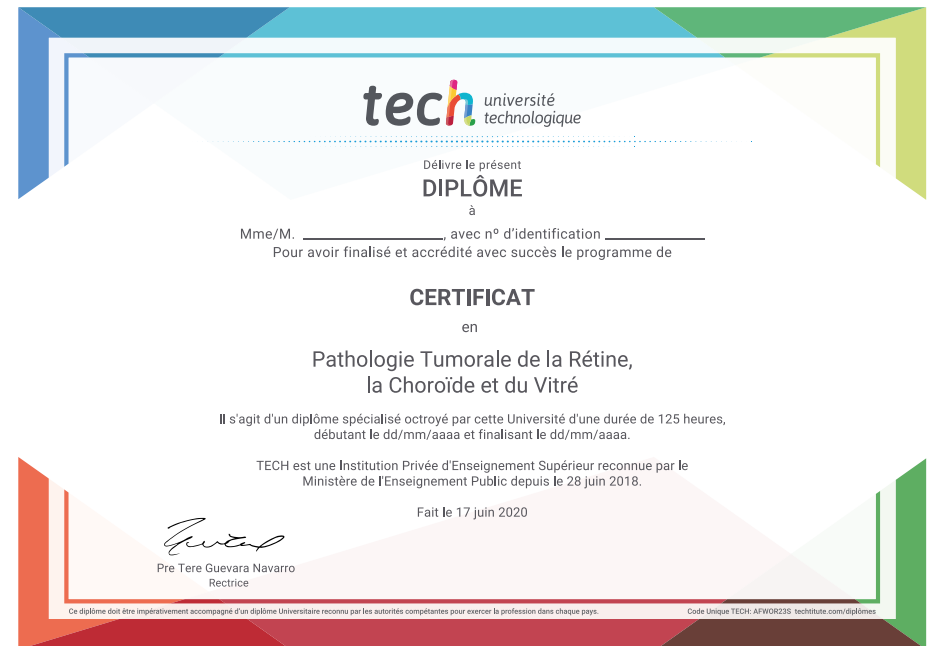 tech université
technologique
Délivre le présent
DIPLÔME
à
Mme/M. ____________________, avec nº d'identification ______________
Pour avoir finalisé et accrédité avec succès le programme de
CERTIFICAT
en
Pathologie Tumorale de la Rétine,
la Choroïde et du Vitré
Il s'agit d'un diplôme spécialisé octroyé par cette Université d'une durée de 125 heures,
débutant le dd/mm/aaaa et finalisant le dd/mm/aaaa.
TECH est une Institution Privée d'Enseignement Supérieur reconnue par le
Ministère de l'Enseignement Public depuis le 28 juin 2018.
Fait le 17 juin 2020
Pre Tere Guevara Navarro
Rectrice
Ce diplôme doit être impérativement accompagné d'un diplôme Universitaire reconnu par les autorités compétantes pour exercer la profession dans chaque pays.
Code Unique TECH: AFWOR23S techtitute.com/diplômes